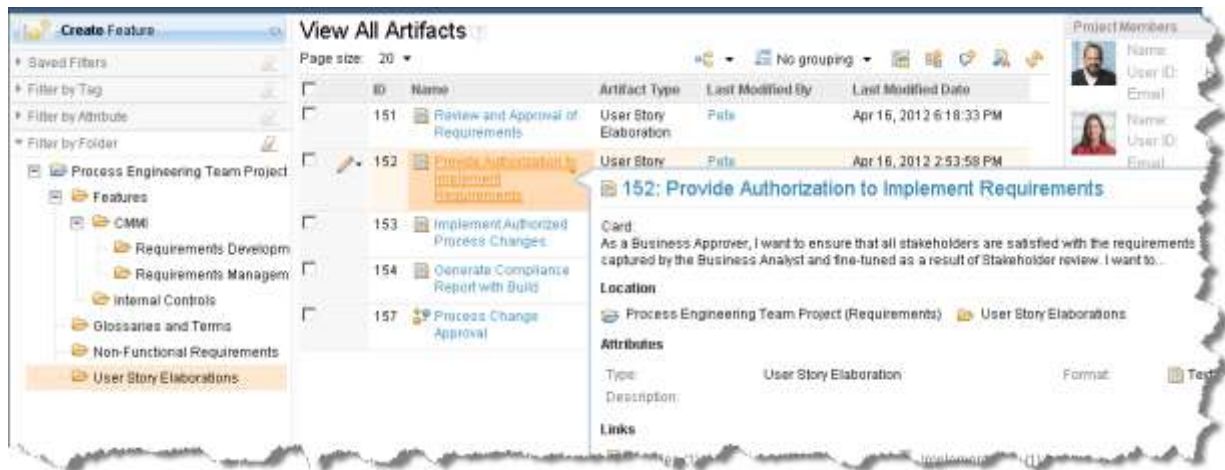 Create Feature
Saved Filters
Filter by Tag
Filter by Attribute
Filter by Folder
Process Engineering Team Project
Features
CMMI
Requirements Developm
Requirements Managem
Internal Controls
Glossaries and Terms
Non-Functional Requirements
User Story Elaborations
View All Artifacts
Page size: 20
No grouping
ID Name Artifact Type Last Modified By Last Modified Date
151 Review and Approval of Requirements User Story Elaboration Pete Apr 16, 2012 6:18:33 PM
152 Provide Authorization to Implement Requirements User Story Pete Apr 16, 2012 2:53:58 PM
153 Implement Authorized Process Changes
154 Generate Compliance Report with Build
157 Process Change Approval
152: Provide Authorization to Implement Requirements
Card:
As a Business Approver, I want to ensure that all stakeholders are satisfied with the requirements
captured by the Business Analyst and fine-tuned as a result of Stakeholder review. I want to...
Location
Process Engineering Team Project (Requirements) User Story Elaborations
Attributes
Type: User Story Elaboration Format: Text
Description:
Links
Project Members
Name:
User ID:
Email:
Name:
User ID:
Email: